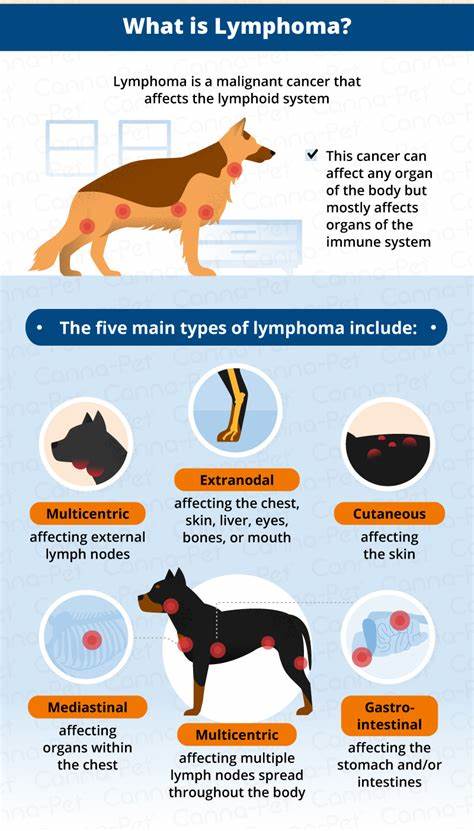 What is Lymphoma?
Lymphoma is a malignant cancer that
affects the lymphoid system
This cancer can
affect any organ
of the body but
mostly affects
organs of the
immune system
• The five main types of lymphoma include: •
Multicentric
affecting external
lymph nodes
Extranodal
affecting the chest,
skin, liver, eyes,
bones, or mouth
Cutaneous
affecting
the skin
Mediastinal
affecting
organs within
the chest
Multicentric
affecting multiple
lymph nodes spread
throughout the body
Gastro-
intestinal
affecting the
stomach and/or
intestines
Canna-Pet